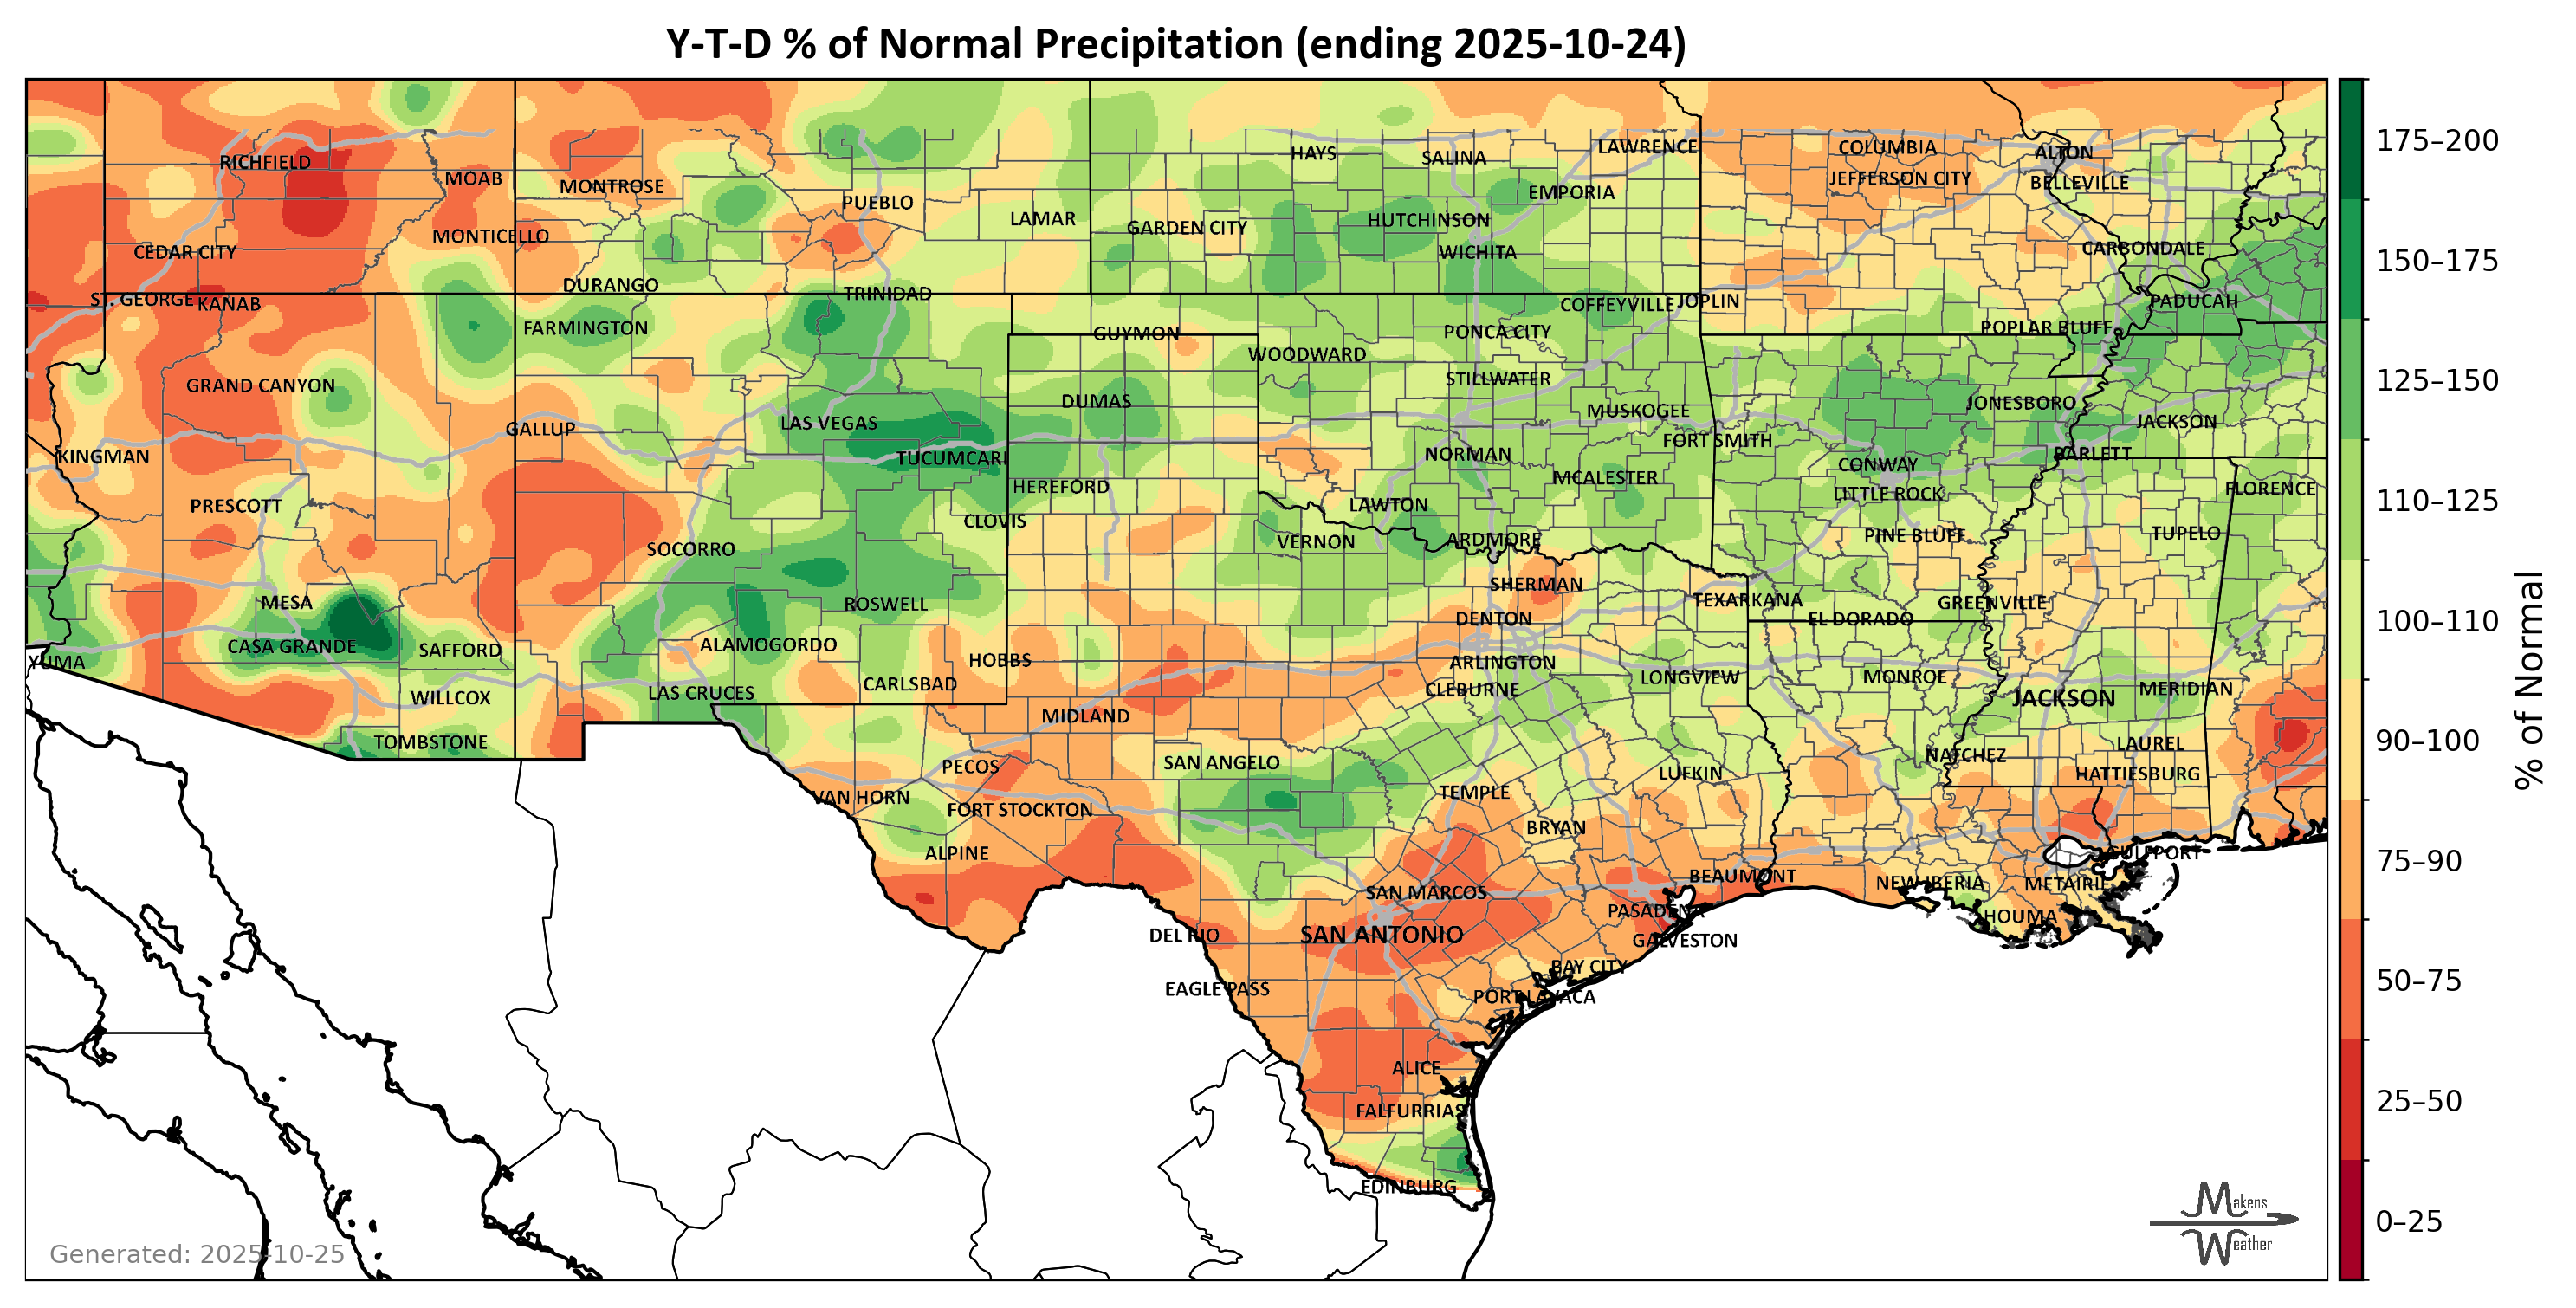 Y-T-D % of Normal Precipitation (ending 2025-10-24)
HAYS
SALINA
LAWRENCE
COLUMBIA
ALTON
RICHFIELD
MOAB
MONTROSE
EMPORIA
JEFFERSON CITY
BELLEVILLE
PUEBLO
LAMAR
GARDEN CITY
HUTCHINSON
MONTICELLO
CEDAR CITY
WICHITA
CARBONDALE
DURANGO
TRINIDAD
ST. GEORGE
KANAB
COFFEYVILLE
JOPLIN
PADUCAH
FARMINGTON
GUYMON
PONCA CITY
POPLAR BLUFF
WOODWARD
GRAND CANYON
STILLWATER
DUMAS
MUSKOGEE
JONESBORO
LAS VEGAS
GALLUP
JACKSON
FORT SMITH
KINGMAN
TUCUMCARI
NORMAN
BARLETT
CONWAY
HEREFORD
MCALESTER
LITTLE ROCK
FLORENCE
PRESCOTT
LAWTON
CLOVIS
PINE BLUFF
TUPELO
SOCORRO
VERNON
ARDMORE
SHERMAN
MESA
ROSWELL
TEXARKANA
GREENVILLE
DENTON
EL DORADO
CASA GRANDE
SAFFORD
ALAMOGORDO
YUMA
HOBBS
ARLINGTON
LONGVIEW
MONROE
WILLCOX
LAS CRUCES
CARLSBAD
CLEBURNE
JACKSON
MERIDIAN
MIDLAND
TOMBSTONE
LAUREL
PECOS
SAN ANGELO
LUFKIN
NATCHEZ
HATTIESBURG
VAN HORN
FORT STOCKTON
TEMPLE
BRYAN
ALPINE
GULFPORT
SAN MARCOS
BEAUMONT
NEW IBERIA
METAIRIE
PASADENA
HOUMA
DEL RIO
SAN ANTONIO
GALVESTON
BAY CITY
EAGLE PASS
PORT LAVACA
ALICE
FALFURRIAS
EDINBURG
175–200
150–175
125–150
110–125
100–110
90–100
75–90
50–75
25–50
0–25
% of Normal
Generated: 2025-10-25
Makens
Weather